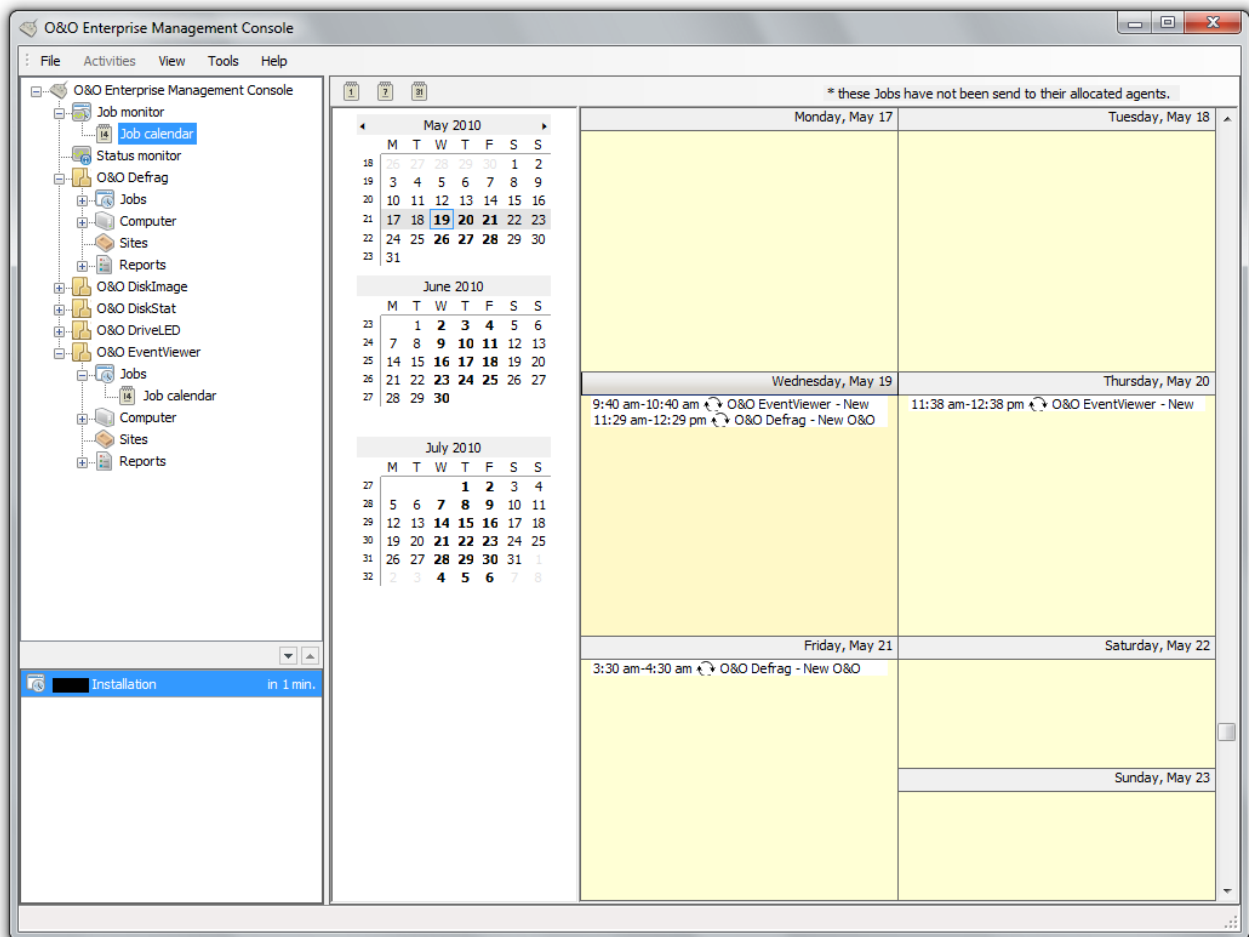 O&O Enterprise Management Console
File Activities View Tools Help
O&O Enterprise Management Console
Job monitor
14 Job calendar
Status monitor
O&O Defrag
Jobs
Computer
Sites
Reports
O&O DiskImage
O&O DiskStat
O&O DriveLED
O&O EventViewer
Jobs
14 Job calendar
Computer
Sites
Reports
Installation in 1 min.
1 7 31
* these Jobs have not been send to their allocated agents.
May 2010
M T W T F S S
18 26 27 28 29 30 1 2
19 3 4 5 6 7 8 9
20 10 11 12 13 14 15 16
21 17 18 19 20 21 22 23
22 24 25 26 27 28 29 30
23 31
June 2010
M T W T F S S
23 1 2 3 4 5 6
24 7 8 9 10 11 12 13
25 14 15 16 17 18 19 20
26 21 22 23 24 25 26 27
27 28 29 30
July 2010
M T W T F S S
27 1 2 3 4
28 5 6 7 8 9 10 11
29 12 13 14 15 16 17 18
30 19 20 21 22 23 24 25
31 26 27 28 29 30 31 1
32 2 3 4 5 6 7 8
Monday, May 17
Tuesday, May 18
Wednesday, May 19
9:40 am-10:40 am O&O EventViewer - New
11:29 am-12:29 pm O&O Defrag - New O&O
Thursday, May 20
11:38 am-12:38 pm O&O EventViewer - New
Friday, May 21
3:30 am-4:30 am O&O Defrag - New O&O
Saturday, May 22
Sunday, May 23